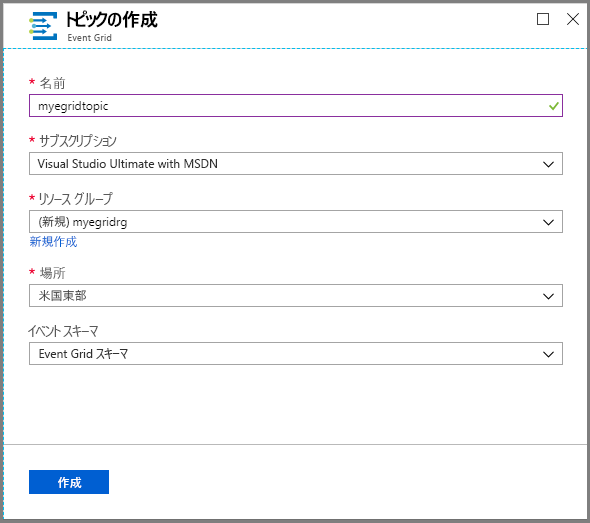 トピックの作成
Event Grid
* 名前
myegridtopic
* サブスクリプション
Visual Studio Ultimate with MSDN
* リソース グループ
(新規) myegridrg
新規作成
* 場所
米国東部
イベント スキーマ
Event Grid スキーマ
作成